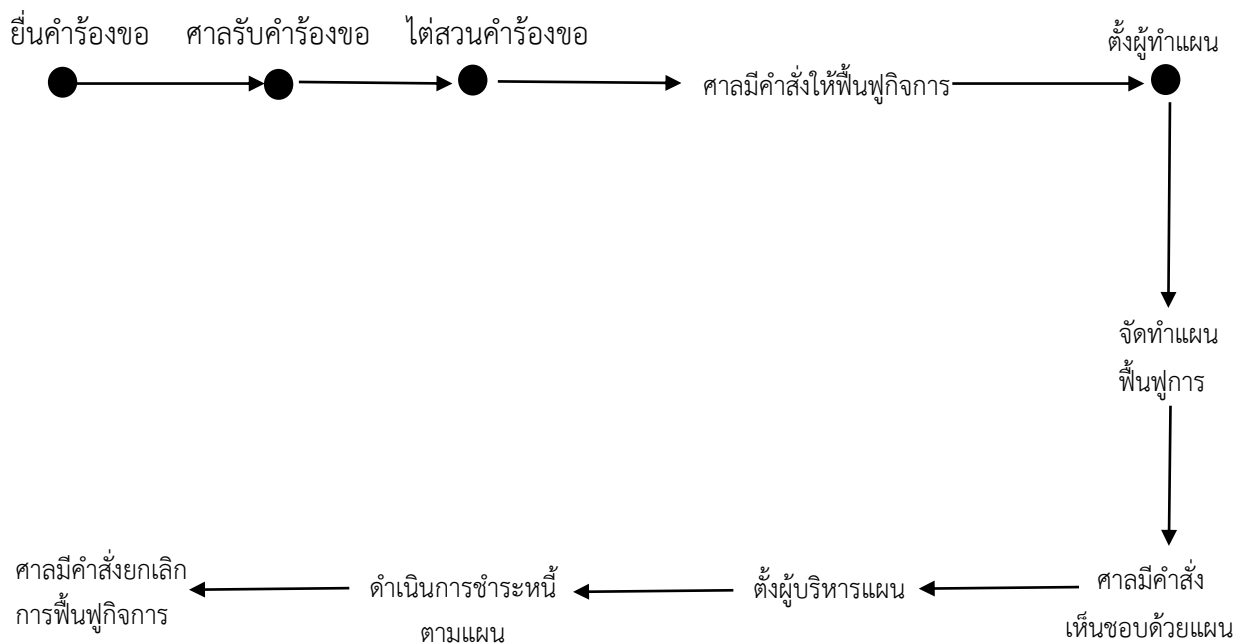 ยื่นคำร้องขอ
ศาลรับคำร้องขอ
ไต่สวนคำร้องขอ
ศาลมีคำสั่งให้ฟื้นฟูกิจการ
ตั้งผู้ทำแผน
จัดทำแผน
ฟื้นฟูการ
ศาลมีคำสั่ง
เห็นชอบด้วยแผน
ตั้งผู้บริหารแผน
ดำเนินการชำระหนี้
ตามแผน
ศาลมีคำสั่งยกเลิก
การฟื้นฟูกิจการ